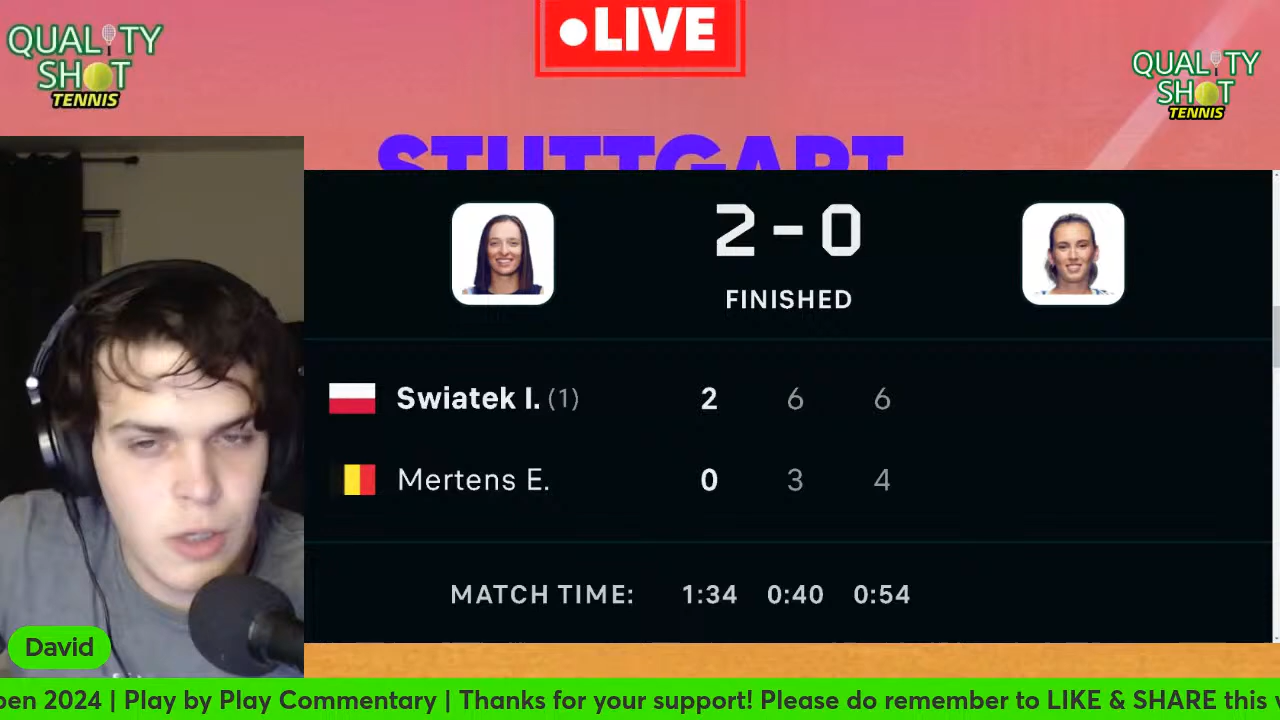 QUALITY
SHOT
TENNIS
LIVE
QUALITY
SHOT
TENNIS
STUTTGART
2 - 0
FINISHED
Swiatek I. (1) 2 6 6
Mertens E. 0 3 4
MATCH TIME: 1:34 0:40 0:54
David
pen 2024 | Play by Play Commentary | Thanks for your support! Please do remember to LIKE & SHARE this v